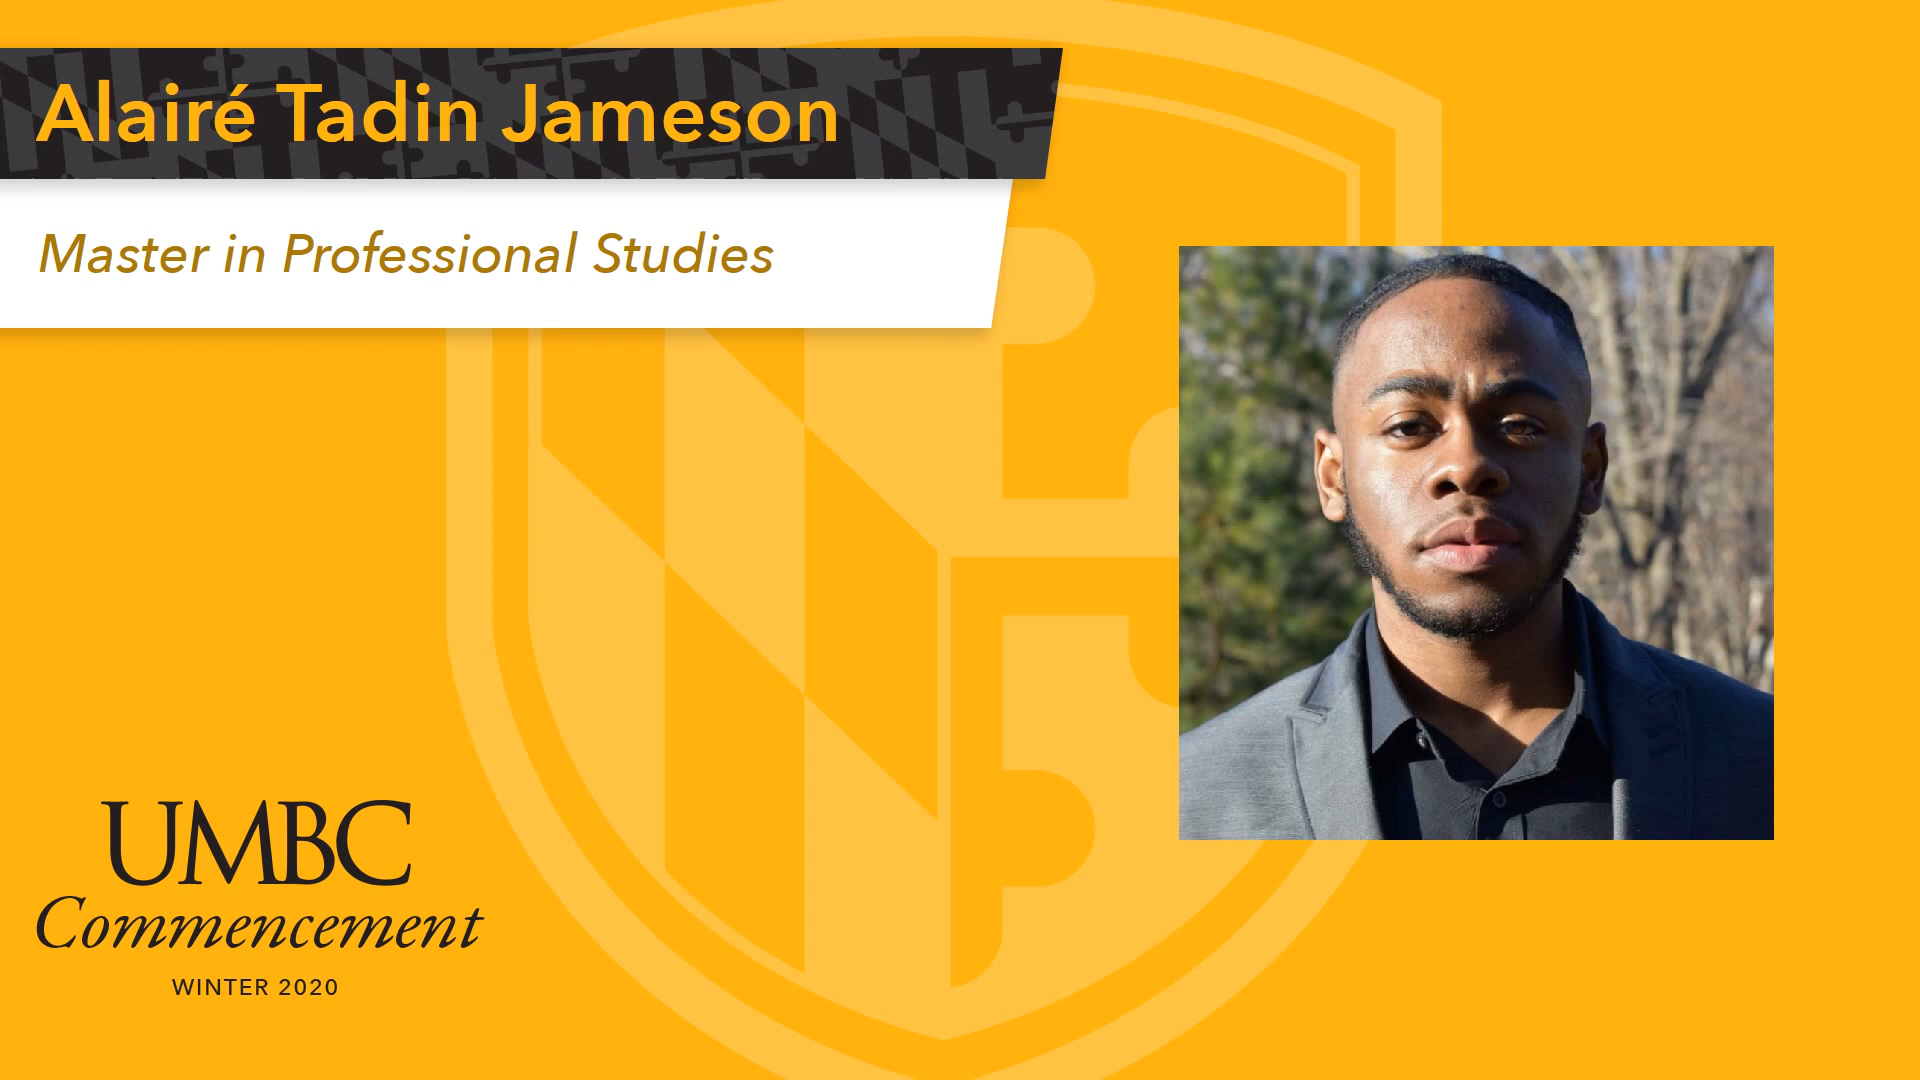 Alairé Tadin Jameson
Master in Professional Studies
UMBC
Commencement
WINTER 2020